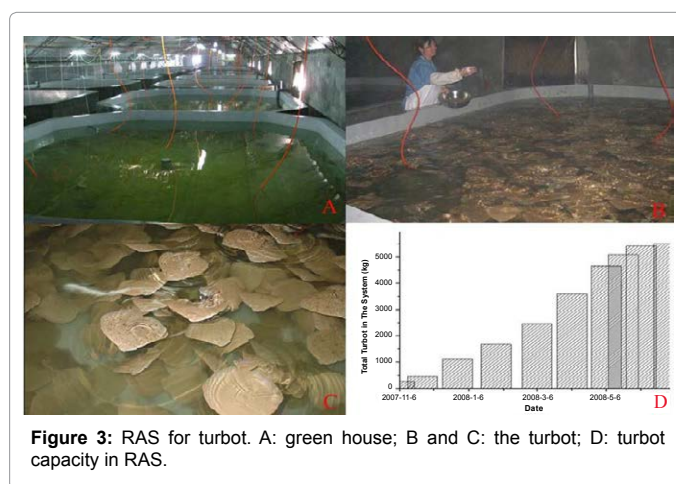 A
B
C
Total Turbot in The System (kg)
5000
4000
3000
2000
1000
0
2007-11-6 2008-1-6 2008-3-6 2008-5-6
Date
D
Figure 3: RAS for turbot. A: green house; B and C: the turbot; D: turbot
capacity in RAS.